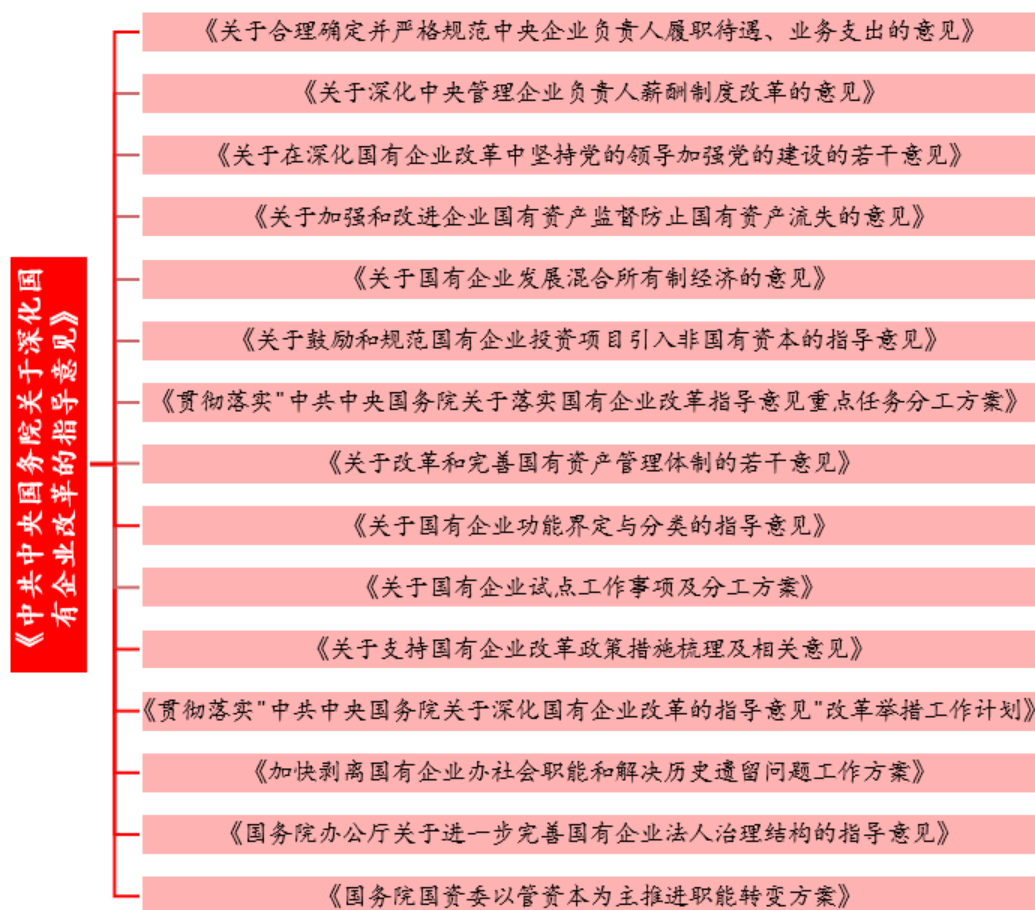 《中共中央国务院关于深化国
有企业改革的指导意见》
《关于合理确定并严格规范中央企业负责人履职待遇、业务支出的意见》
《关于深化中央管理企业负责人薪酬制度改革的意见》
《关于在深化国有企业改革中坚持党的领导加强党的建设的若干意见》
《关于加强和改进企业国有资产监督防止国有资产流失的意见》
《关于国有企业发展混合所有制经济的意见》
《关于鼓励和规范国有企业投资项目引入非国有资本的指导意见》
《贯彻落实"中共中央国务院关于落实国有企业改革指导意见重点任务分工方案》
《关于改革和完善国有资产管理体制的若干意见》
《关于国有企业功能界定与分类的指导意见》
《关于国有企业试点工作事项及分工方案》
《关于支持国有企业改革政策措施梳理及相关意见》
《贯彻落实"中共中央国务院关于深化国有企业改革的指导意见"改革举措工作计划》
《加快剥离国有企业办社会职能和解决历史遗留问题工作方案》
《国务院办公厅关于进一步完善国有企业法人治理结构的指导意见》
《国务院国资委以管资本为主推进职能转变方案》